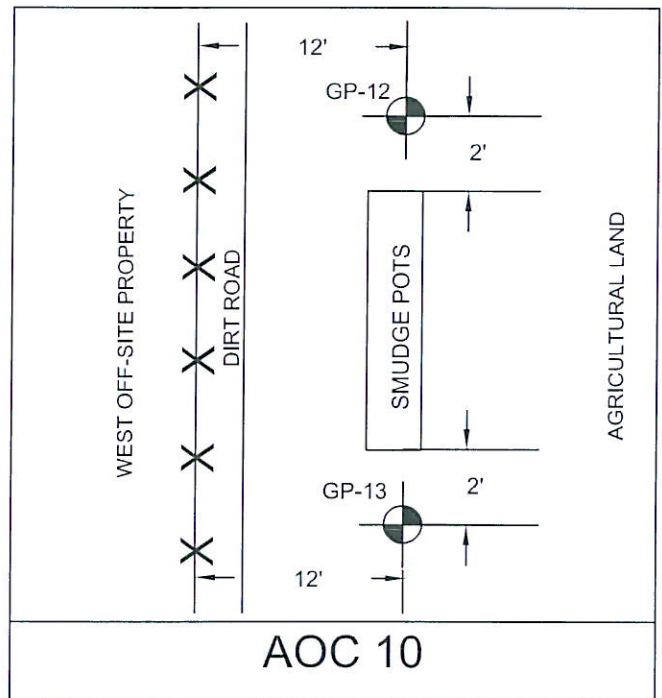 12'
GP-12
2'
WEST OFF-SITE PROPERTY
DIRT ROAD
SMUDGE POTS
AGRICULTURAL LAND
GP-13
2'
12'
AOC 10